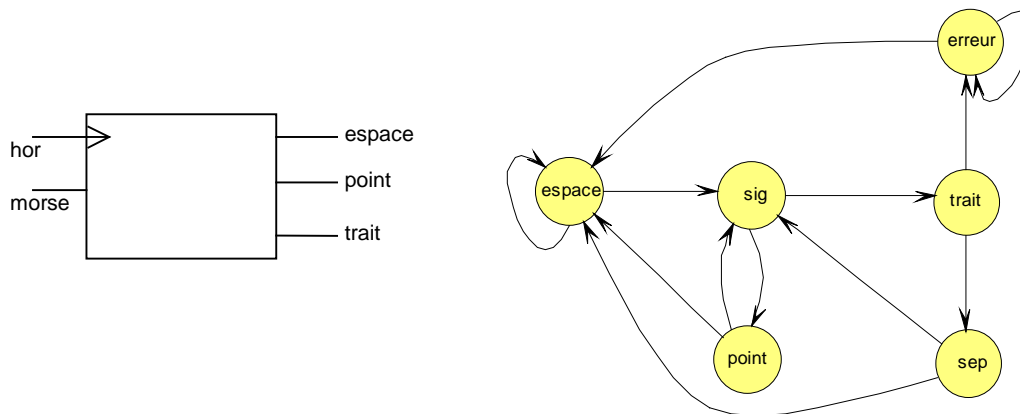 hor
morse
espace
point
trait
erreur
espace
sig
trait
point
sep